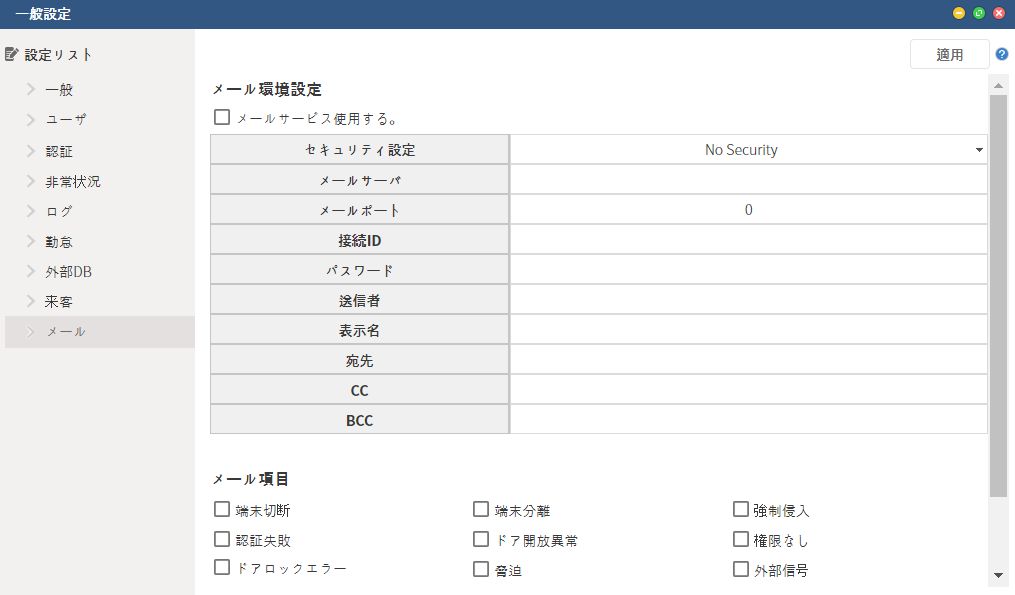 一般設定
設定リスト
一般
ユーザ
認証
非常状況
ログ
勤怠
外部DB
来客
メール
適用
?
メール環境設定
メールサービス使用する。
セキュリティ設定 No Security
メールサーバ
メールポート 0
接続ID
パスワード
送信者
表示名
宛先
CC
BCC
メール項目
端末切断 端末分離 強制侵入
認証失敗 ドア開放異常 権限なし
ドアロックエラー 脅迫 外部信号